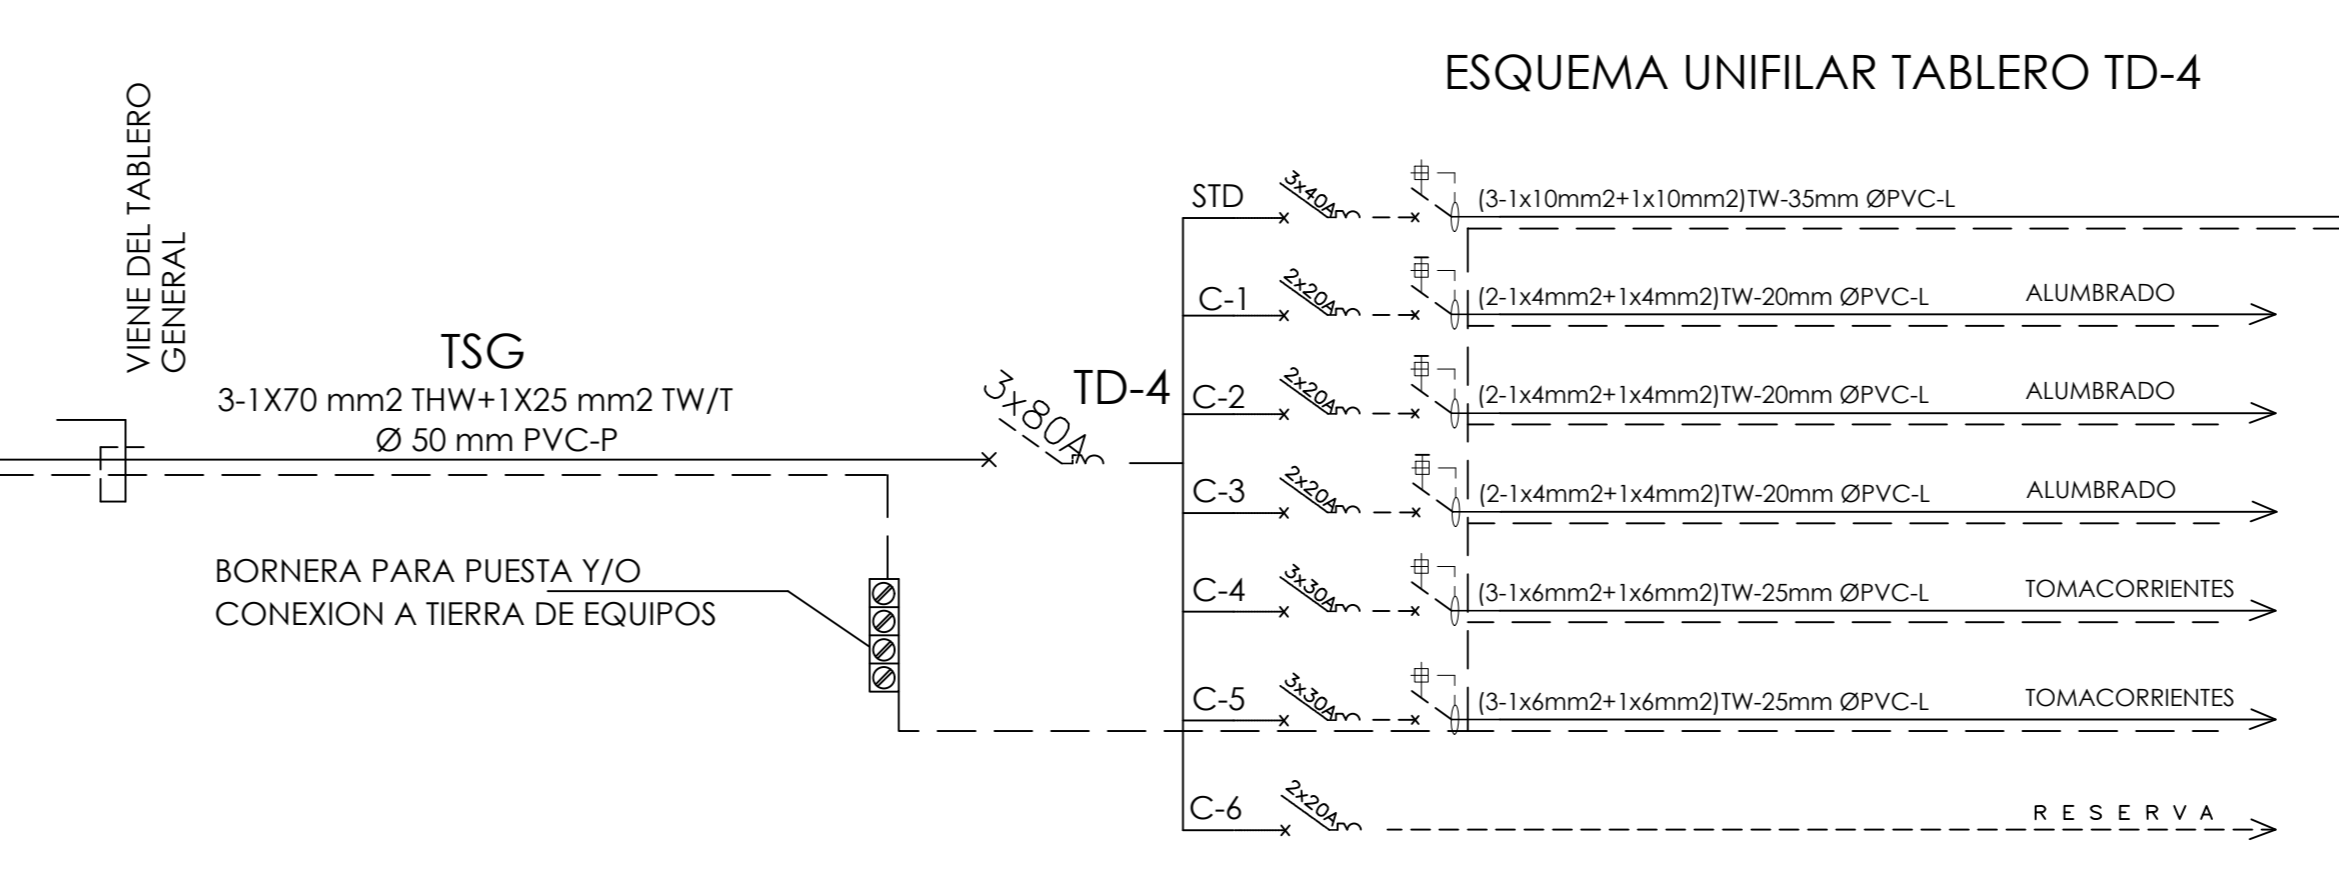 ESQUEMA UNIFILAR TABLERO TD-4
VIENE DEL TABLERO
GENERAL
TSG
3-1X70 mm2 THW+1X25 mm2 TW/T
Ø 50 mm PVC-P
3x80A
TD-4
BORNERA PARA PUESTA Y/O
CONEXION A TIERRA DE EQUIPOS
STD 3x40A (3-1x10mm2+1x10mm2)TW-35mm ØPVC-L
C-1 2x20A (2-1x4mm2+1x4mm2)TW-20mm ØPVC-L ALUMBRADO
C-2 2x20A (2-1x4mm2+1x4mm2)TW-20mm ØPVC-L ALUMBRADO
C-3 2x20A (2-1x4mm2+1x4mm2)TW-20mm ØPVC-L ALUMBRADO
C-4 3x30A (3-1x6mm2+1x6mm2)TW-25mm ØPVC-L TOMACORRIENTES
C-5 3x30A (3-1x6mm2+1x6mm2)TW-25mm ØPVC-L TOMACORRIENTES
C-6 2x20A R E S E R V A